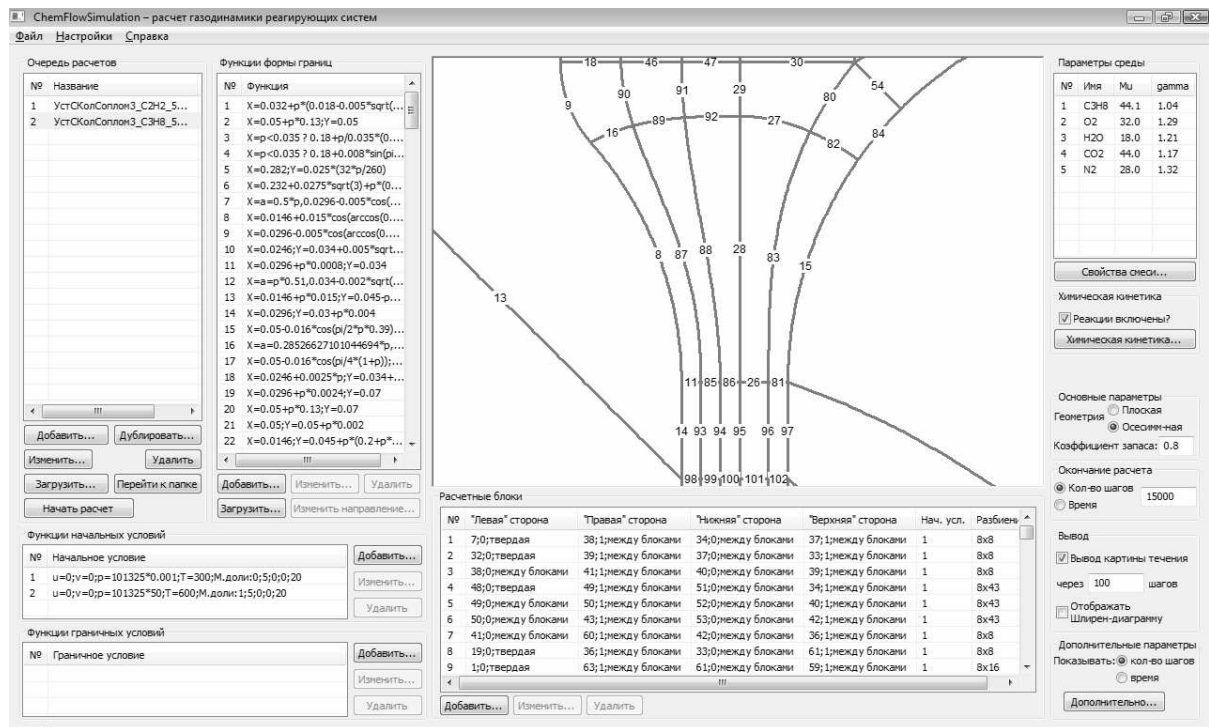 ChemFlowSimulation – расчет газодинамики реагирующих систем
Файл Настройки Справка
Очередь расчетов
№ Название
1 УстСКолСоплом3_C2H2_5...
2 УстСКолСоплом3_C3H8_5...
Добавить... Дублировать...
Изменить... Удалить
Загрузить... Перейти к папке
Начать расчет
Функции формы границ
№ Функция
1 X=0.032+p*(0.018-0.005*sqrt(...
2 X=0.05+p*0.13;Y=0.05
3 X=p<0.035 ? 0.18+p/0.035*(0....
4 X=p<0.035 ? 0.18+0.008*sin(pi...
5 X=0.282;Y=0.025*(32*p/260)
6 X=0.232+0.0275*sqrt(3)+p*(0....
7 X=a=0.5*p,0.0296-0.005*cos(...
8 X=0.0146+0.015*cos(arccos(0....
9 X=0.0296-0.005*cos(arccos(0....
10 X=0.0246;Y=0.034+0.005*sqrt...
11 X=0.0296+p*0.0008;Y=0.034
12 X=a=p*0.51,0.034-0.002*sqrt(...
13 X=0.0146+p*0.015;Y=0.045-p...
14 X=0.0296;Y=0.03+p*0.004
15 X=0.05-0.016*cos(pi/2*p*0.39)...
16 X=a=0.28526627101044694*p,...
17 X=0.05-0.016*cos(pi/4*(1+p));...
18 X=0.0246+0.0025*p;Y=0.034+...
19 X=0.0296+p*0.0024;Y=0.07
20 X=0.05+p*0.13;Y=0.07
21 X=0.05;Y=0.05+p*0.002
22 X=0.0146;Y=0.045+p*(0.2+p*...
Добавить... Изменить... Удалить
Загрузить... Изменить направление...
18 46 47 30
9 90 91 29 80 54
16 89 92 27 82 84
8 87 88 28 83 15
13
11 85 86 26 81
14 93 94 95 96 97
98 99 100 101 102
Параметры среды
№ Имя Mu gamma
1 C3H8 44.1 1.04
2 O2 32.0 1.29
3 H2O 18.0 1.21
4 CO2 44.0 1.17
5 N2 28.0 1.32
Свойства смеси...
Химическая кинетика
Реакции включены?
Химическая кинетика...
Основные параметры
Геометрия Плоская
Осесимм-ная
Коэффициент запаса: 0.8
Окончание расчета
Кол-во шагов 15000
Время
Вывод
Вывод картины течения
через 100 шагов
Отображать
Шлирен-диаграмму
Дополнительные параметры
Показывать: кол-во шагов
время
Дополнительно...
Функции начальных условий
№ Начальное условие
1 u=0;v=0;p=101325*0.001;T=300;М.доли:0;5;0;0;20
2 u=0;v=0;p=101325*50;T=600;М.доли:1;5;0;0;20
Добавить...
Изменить...
Удалить
Функции граничных условий
№ Граничное условие
Добавить...
Изменить...
Удалить
Расчетные блоки
№ "Левая" сторона "Правая" сторона "Нижняя" сторона "Верхняя" сторона Нач. усл. Разбиени
1 7;0;твердая 38;1;между блоками 34;0;между блоками 37;1;между блоками 1 8x8
2 32;0;твердая 39;1;между блоками 37;0;между блоками 33;1;между блоками 1 8x8
3 38;0;между блоками 41;1;между блоками 40;0;между блоками 39;1;между блоками 1 8x8
4 48;0;твердая 49;1;между блоками 51;0;между блоками 34;1;между блоками 1 8x43
5 49;0;между блоками 50;1;между блоками 52;0;между блоками 40;1;между блоками 1 8x43
6 50;0;между блоками 43;1;между блоками 53;0;между блоками 42;1;между блоками 1 8x43
7 41;0;между блоками 60;1;между блоками 42;0;между блоками 36;1;между блоками 1 8x8
8 19;0;твердая 36;1;между блоками 33;0;между блоками 61;1;между блоками 1 8x8
9 1;0;твердая 63;1;между блоками 61;0;между блоками 59;1;между блоками 1 8x16
Добавить... Изменить... Удалить